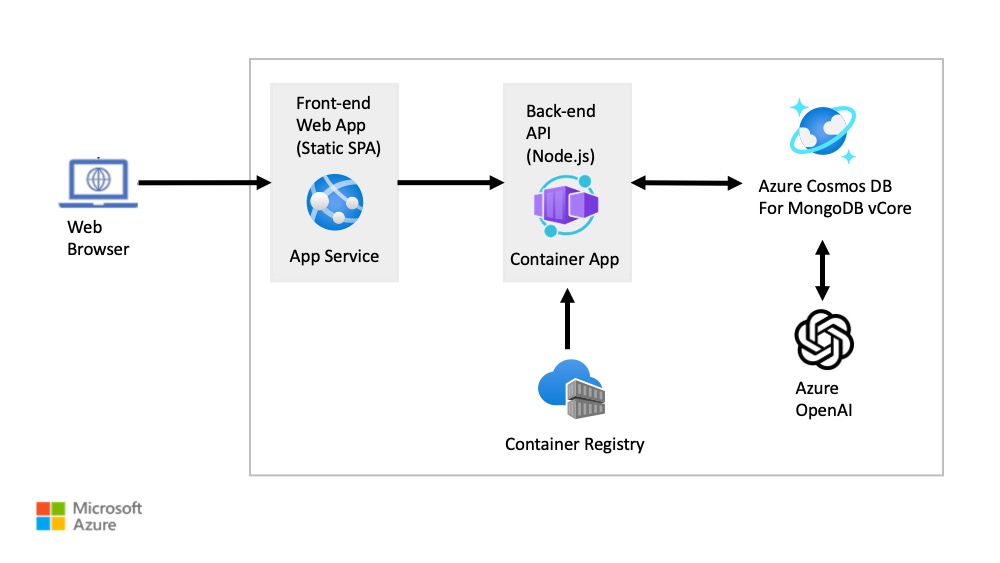 Front-end
Web App
(Static SPA)
App Service
Back-end
API
(Node.js)
Container App
Azure Cosmos DB
For MongoDB vCore
Web
Browser
Azure
OpenAI
Container Registry
Microsoft
Azure